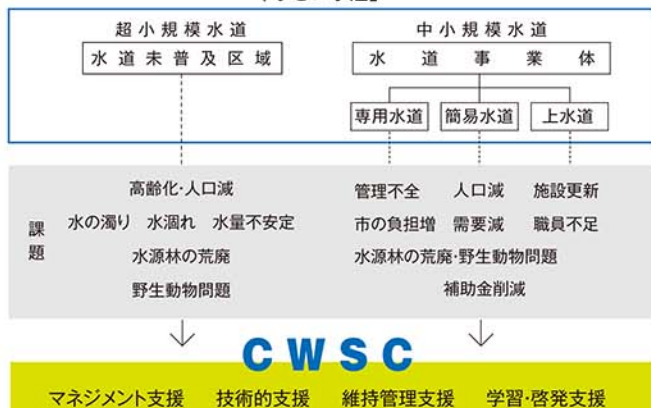 超小規模水道
水道未普及区域
中小規模水道
水道事業体
専用水道 簡易水道 上水道
課題
高齢化・人口減
水の濁り 水涸れ 水量不安定
水源林の荒廃
野生動物問題
管理不全 人口減 施設更新
市の負担増 需要減 職員不足
水源林の荒廃・野生動物問題
補助金削減
CWSC
マネジメント支援 技術的支援 維持管理支援 学習・啓発支援